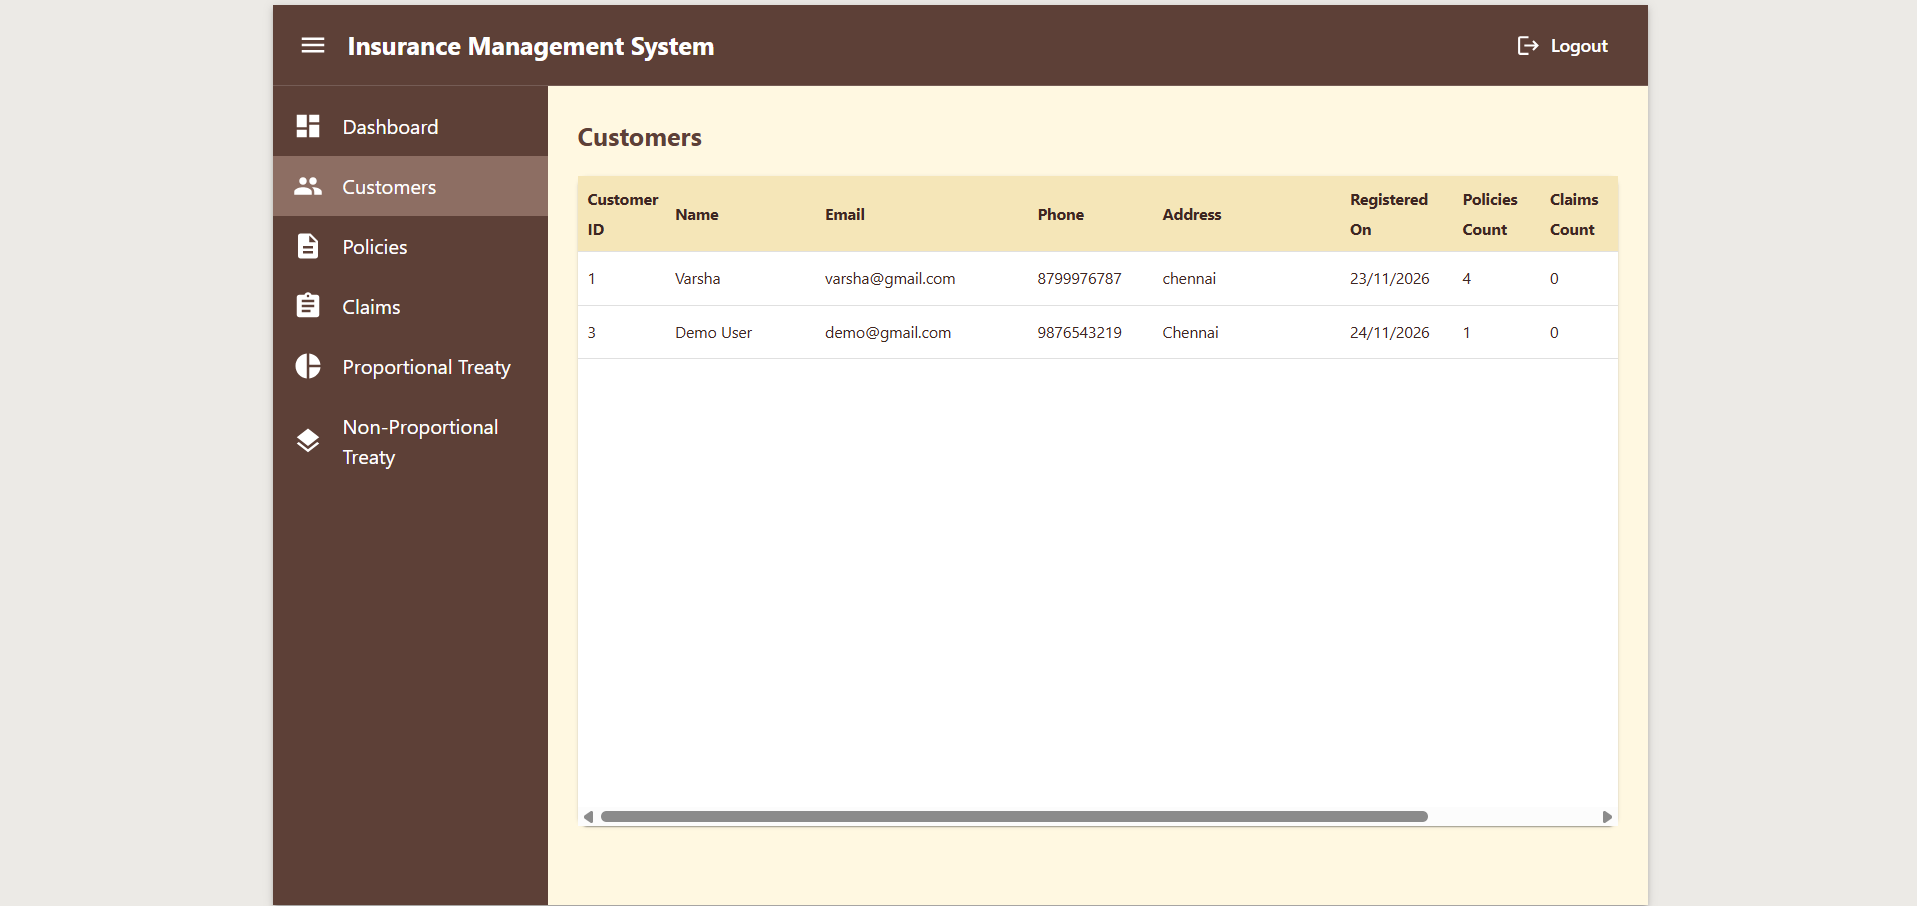 Insurance Management System
Logout
Dashboard
Customers
Policies
Claims
Proportional Treaty
Non-Proportional
Treaty
Customers
Customer ID Name Email Phone Address Registered On Policies Count Claims Count
1 Varsha varsha@gmail.com 8799976787 chennai 23/11/2026 4 0
3 Demo User demo@gmail.com 9876543219 Chennai 24/11/2026 1 0